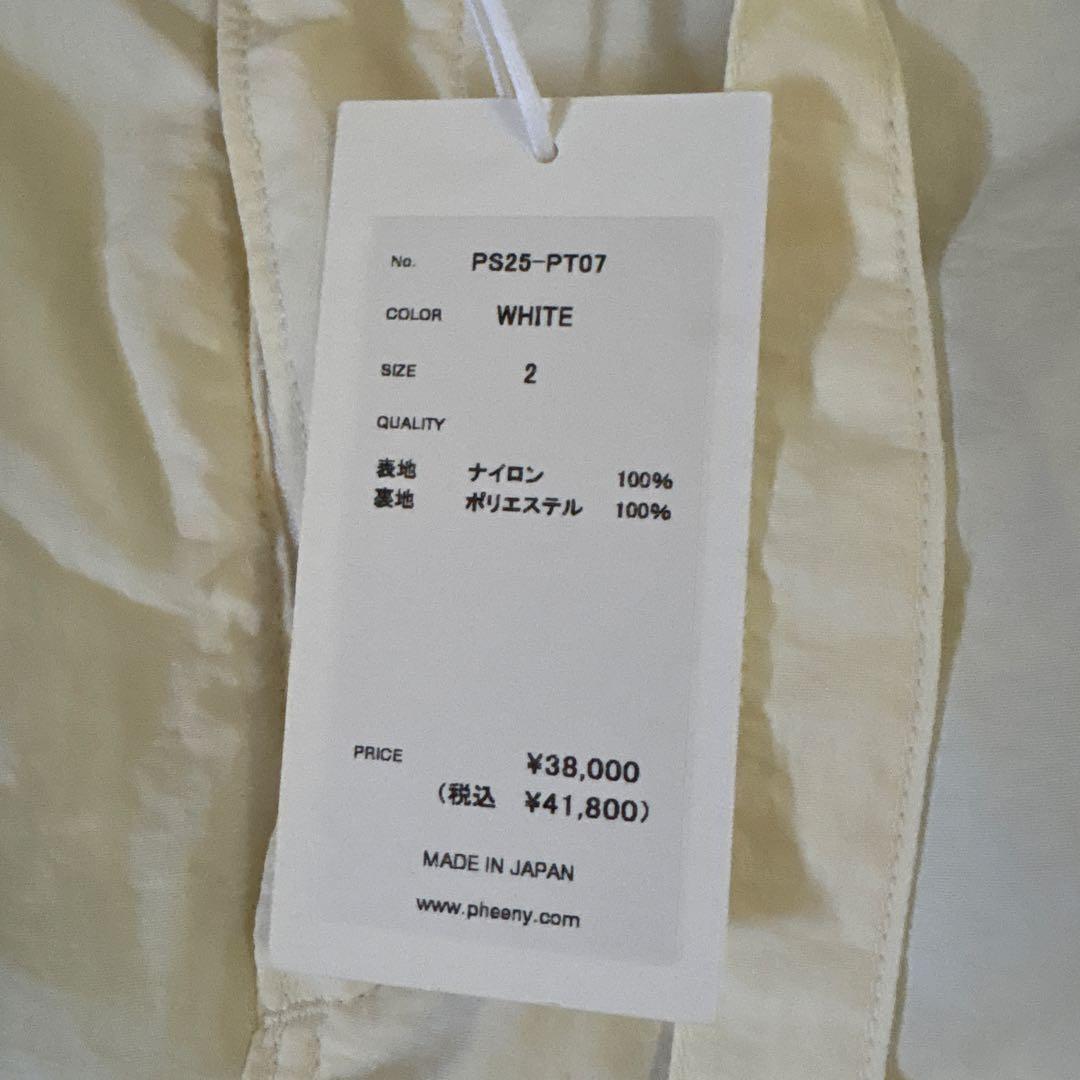 No. PS25-PT07
COLOR WHITE
SIZE 2
QUALITY
表地 ナイロン 100%
裏地 ポリエステル 100%
PRICE ¥38,000
(税込 ¥41,800)
MADE IN JAPAN
www.pheeny.com